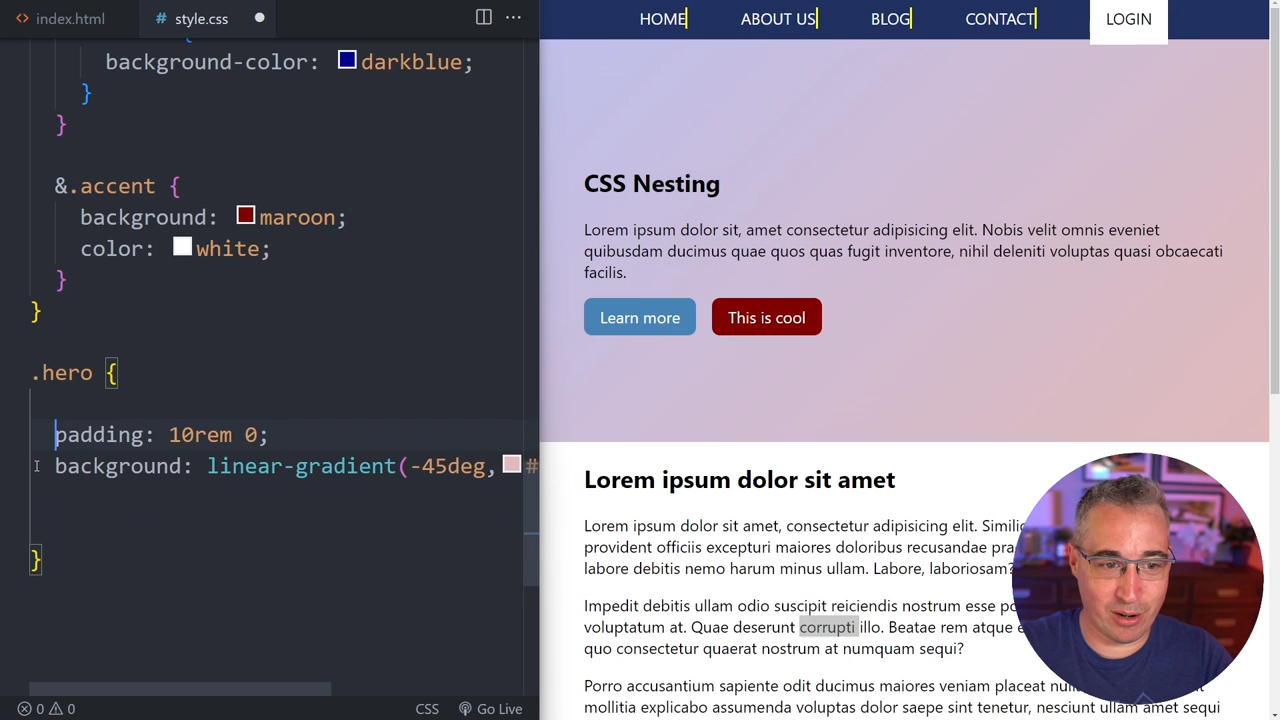 index.html
# style.css
{
background-color: darkblue;
}
}
&.accent {
background: maroon;
color: white;
}
}
.hero {
padding: 10rem 0;
background: linear-gradient(-45deg, #
}
0 0
CSS
Go Live
HOME ABOUT US BLOG CONTACT LOGIN
CSS Nesting
Lorem ipsum dolor sit, amet consectetur adipisicing elit. Nobis velit omnis eveniet
quibusdam ducimus quae quos quas fugit inventore, nihil deleniti voluptas quasi obcaecati
facilis.
Learn more This is cool
Lorem ipsum dolor sit amet
Lorem ipsum dolor sit amet, consectetur adipisicing elit.
provident officiis excepturi maiores doloribus recusandae
labore debitis nemo harum minus ullam. Labore, laboriosam?
Impedit debitis ullam odio suscipit reiciendis nostrum esse
voluptatum at. Quae deserunt corrupti illo. Beatae rem atque
quo consectetur quaerat nostrum at numquam sequi?
Porro accusantium sapiente odit ducimus maiores veniam placeat
mollitia explicabo assumenda voluptas dolor saepe sint tenetur, nesciunt ullam amet sequi